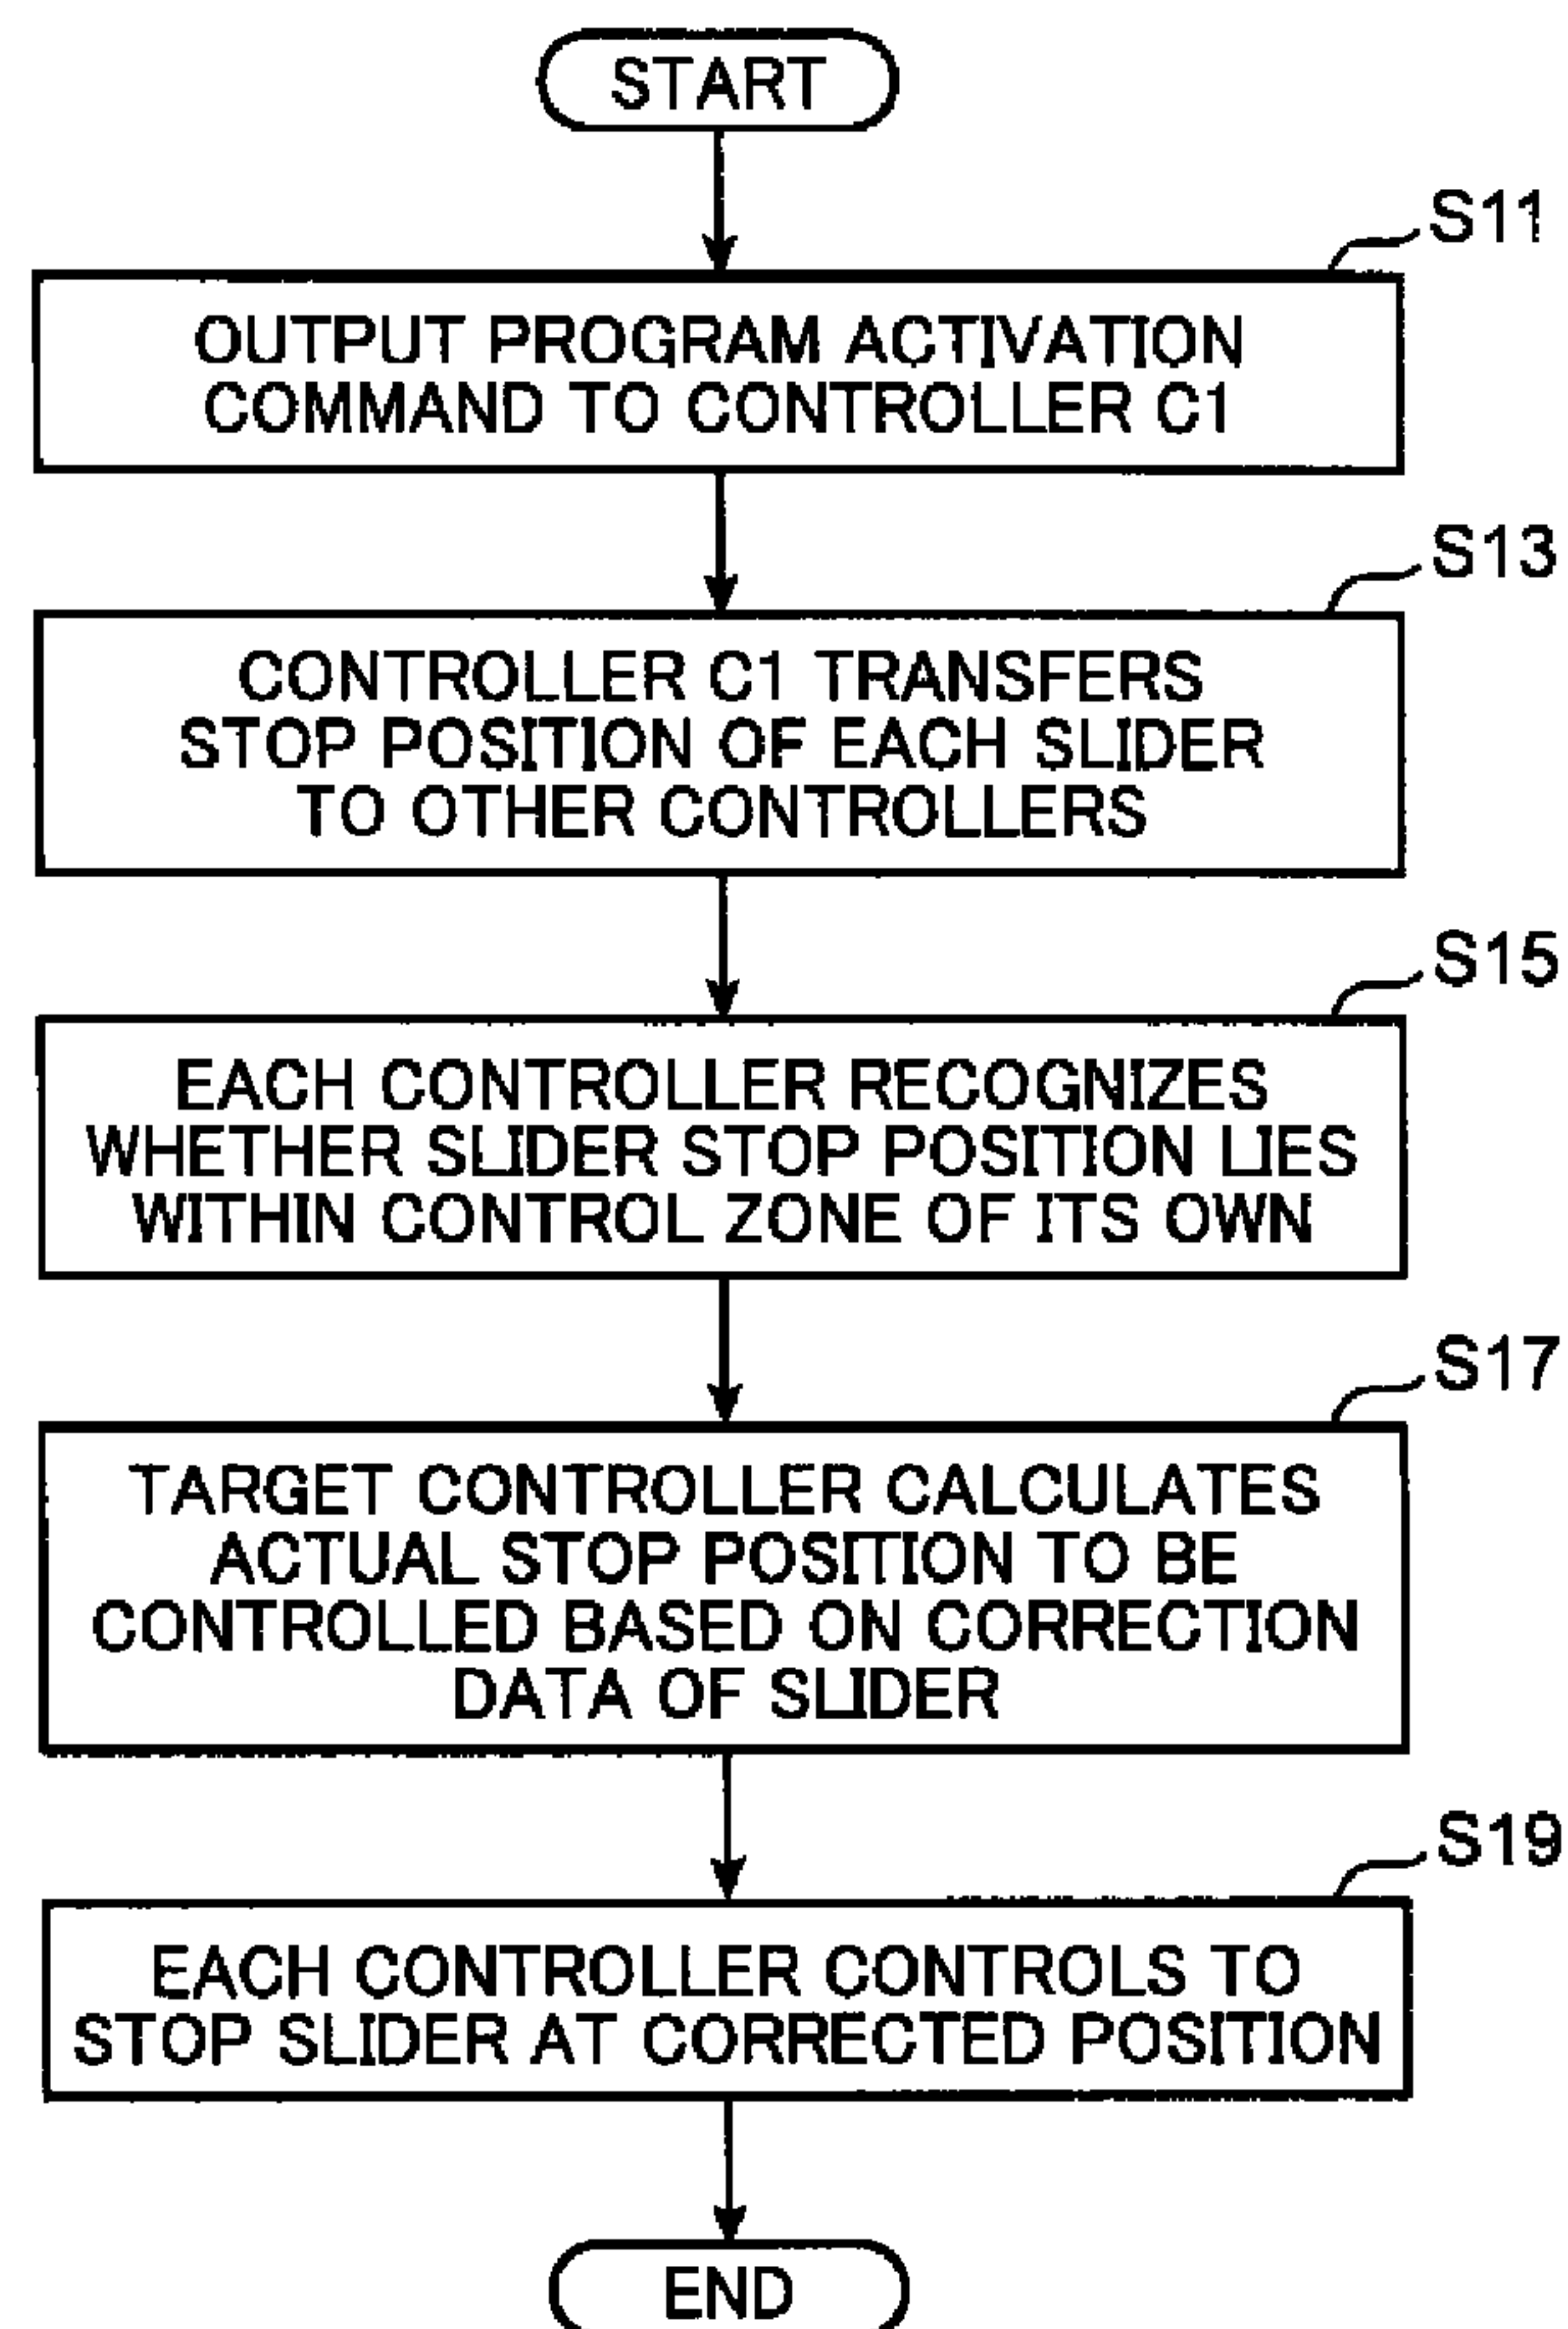 START
S11
OUTPUT PROGRAM ACTIVATION
COMMAND TO CONTROLLER C1
S13
CONTROLLER C1 TRANSFERS
STOP POSITION OF EACH SLIDER
TO OTHER CONTROLLERS
S15
EACH CONTROLLER RECOGNIZES
WHETHER SLIDER STOP POSITION LIES
WITHIN CONTROL ZONE OF ITS OWN
S17
TARGET CONTROLLER CALCULATES
ACTUAL STOP POSITION TO BE
CONTROLLED BASED ON CORRECTION
DATA OF SLIDER
S19
EACH CONTROLLER CONTROLS TO
STOP SLIDER AT CORRECTED POSITION
END